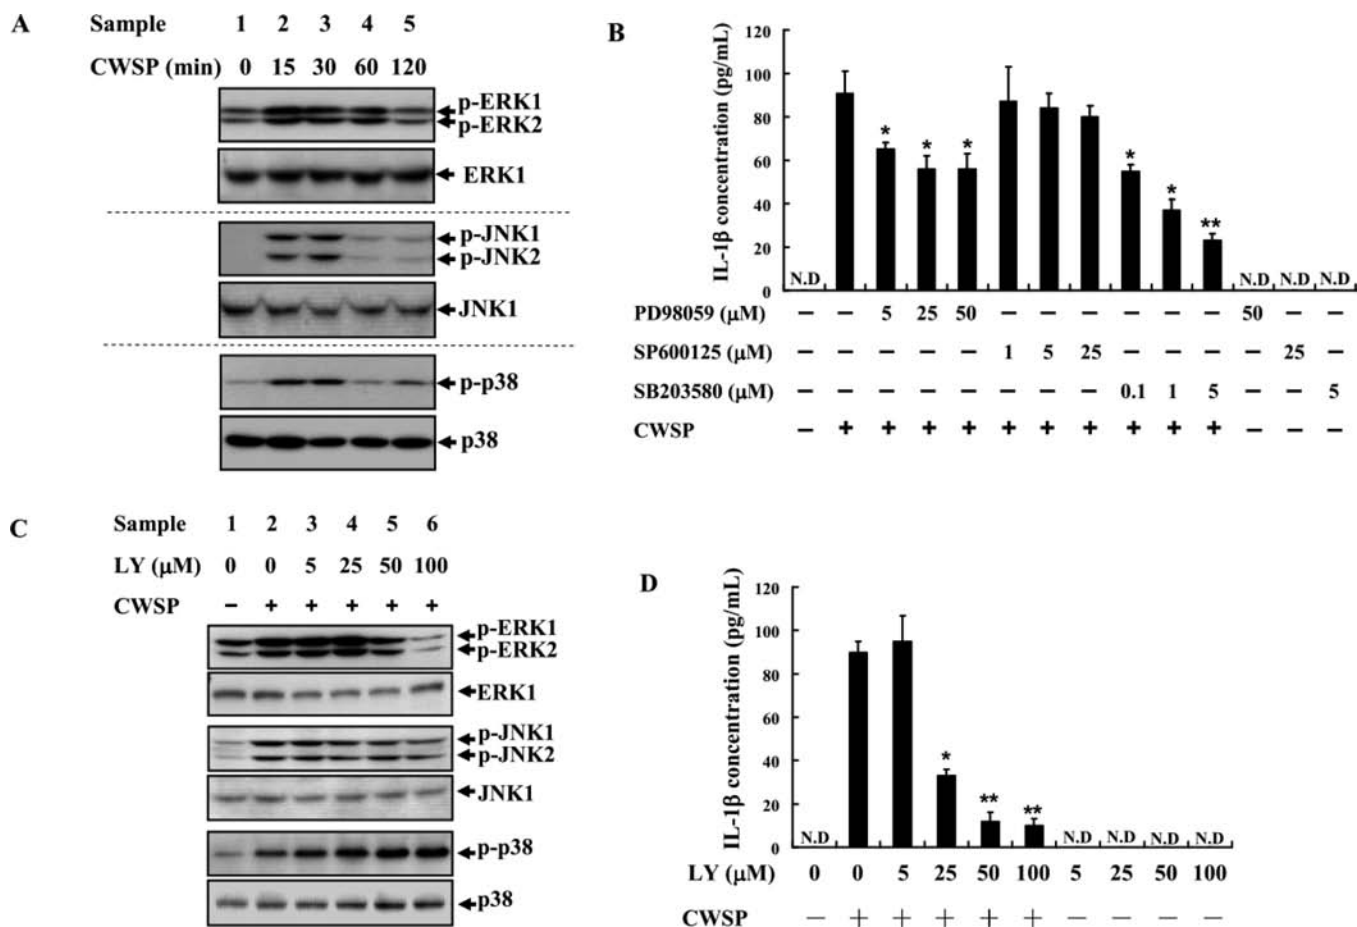 A
Sample 1 2 3 4 5
CWSP (min) 0 15 30 60 120
p-ERK1
p-ERK2
ERK1
p-JNK1
p-JNK2
JNK1
p-p38
p38
B
IL-1β concentration (pg/mL)
120
100
80
60
40
20
0
N.D * * * * * ** N.D N.D N.D
PD98059 (μM) – – 5 25 50 – – – – – – 50 – –
SP600125 (μM) – – – – – 1 5 25 – – – – 25 –
SB203580 (μM) – – – – – – – – 0.1 1 5 – – 5
CWSP – + + + + + + + + + + – – –
C
Sample 1 2 3 4 5 6
LY (μM) 0 0 5 25 50 100
CWSP – + + + + +
p-ERK1
p-ERK2
ERK1
p-JNK1
p-JNK2
JNK1
p-p38
p38
D
IL-1β concentration (pg/mL)
120
100
80
60
40
20
0
N.D * ** ** N.D N.D N.D N.D
LY (μM) 0 0 5 25 50 100 5 25 50 100
CWSP – + + + + + – – – –